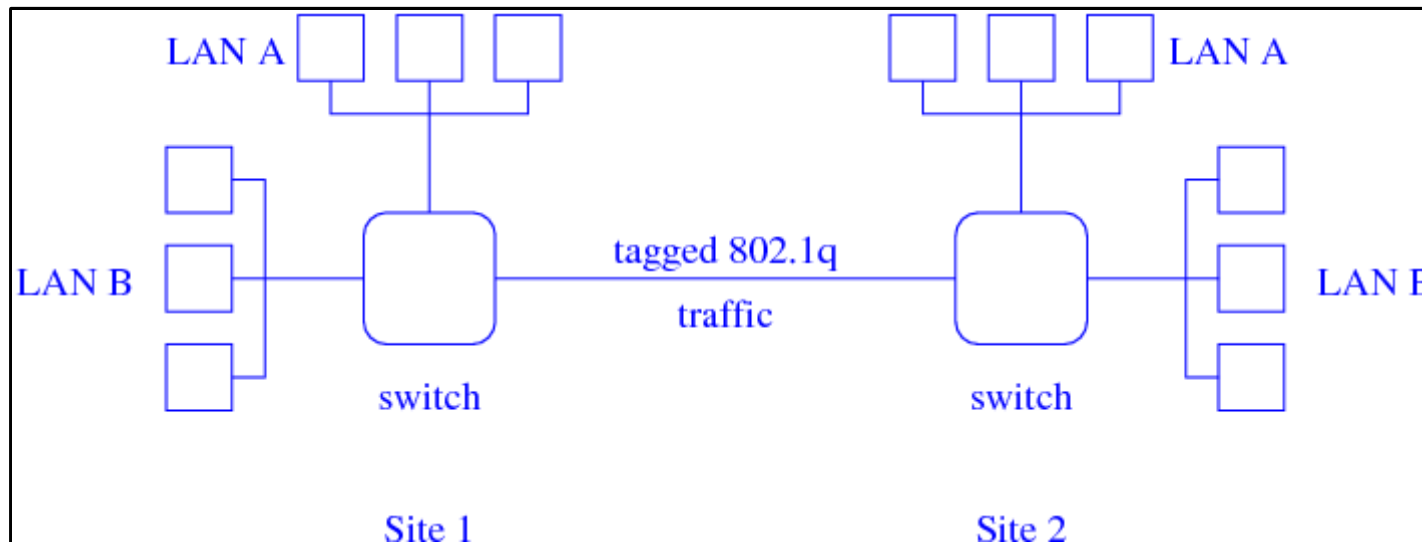 LAN A
LAN A
LAN B
tagged 802.1q
traffic
LAN
switch
switch
Site 1
Site 2